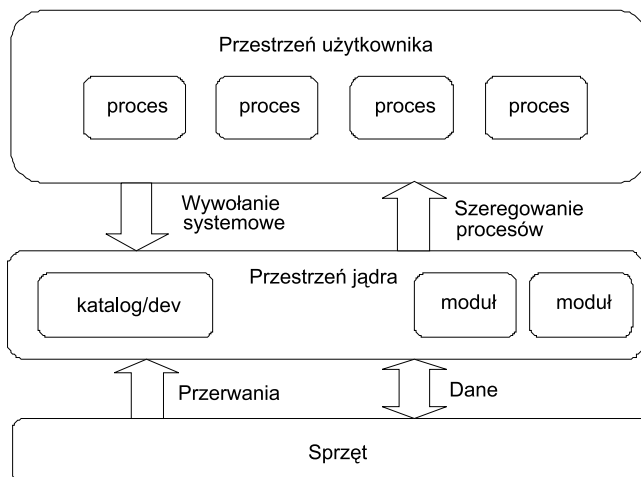 Przestrzeń użytkownika
proces proces proces proces
Wywołanie
systemowe
Szeregowanie
procesów
Przestrzeń jądra
katalog/dev
moduł moduł
Przerwania
Dane
Sprzęt